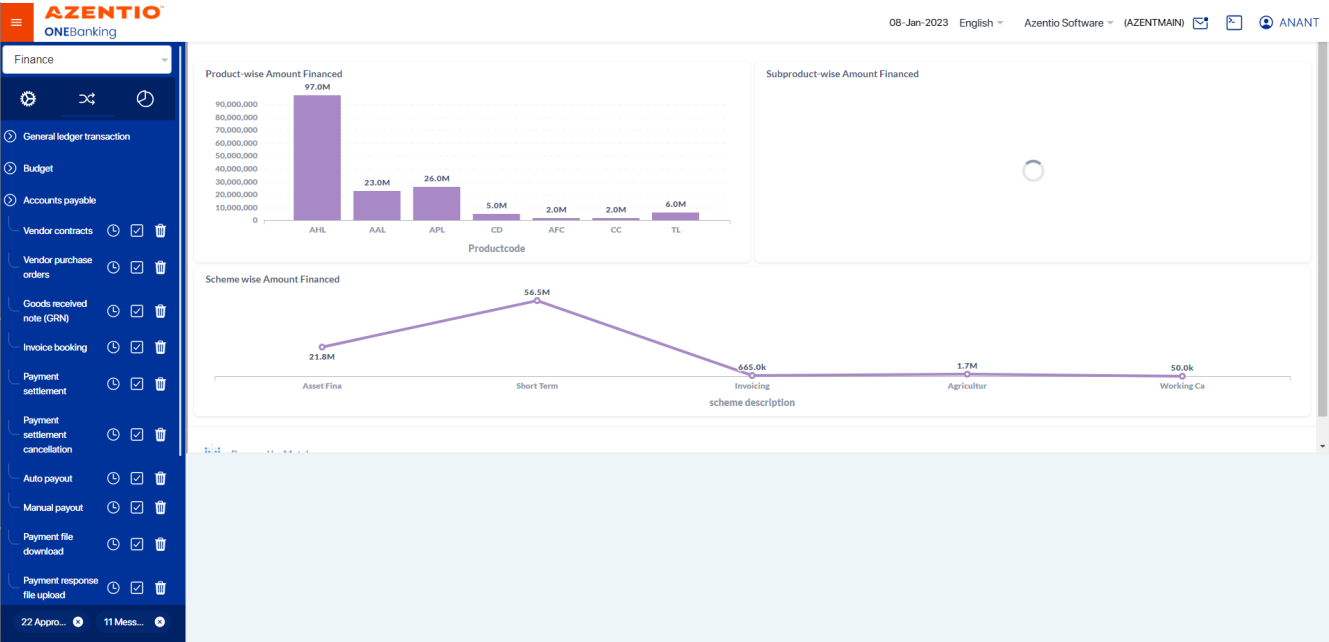 AZENTIO
ONEBanking
08-Jan-2023 English Azentio Software (AZENTMAIN) ANANT
Finance
General ledger transaction
Budget
Accounts payable
Vendor contracts
Vendor purchase
orders
Goods received
note (GRN)
Invoice booking
Payment
settlement
Payment
settlement
cancellation
Auto payout
Manual payout
Payment file
download
Payment response
file upload
22 Appro...
11 Mess...
Product-wise Amount Financed
97.0M
90,000,000
80,000,000
70,000,000
60,000,000
50,000,000
40,000,000
30,000,000
20,000,000
10,000,000
0
23.0M
26.0M
5.0M
2.0M
2.0M
6.0M
AHL AAL APL CD AFC CC TL
Productcode
Subproduct-wise Amount Financed
Scheme wise Amount Financed
56.5M
21.8M
665.0k
1.7M
50.0k
Asset Fina Short Term Invoicing Agricultur Working Ca
scheme description